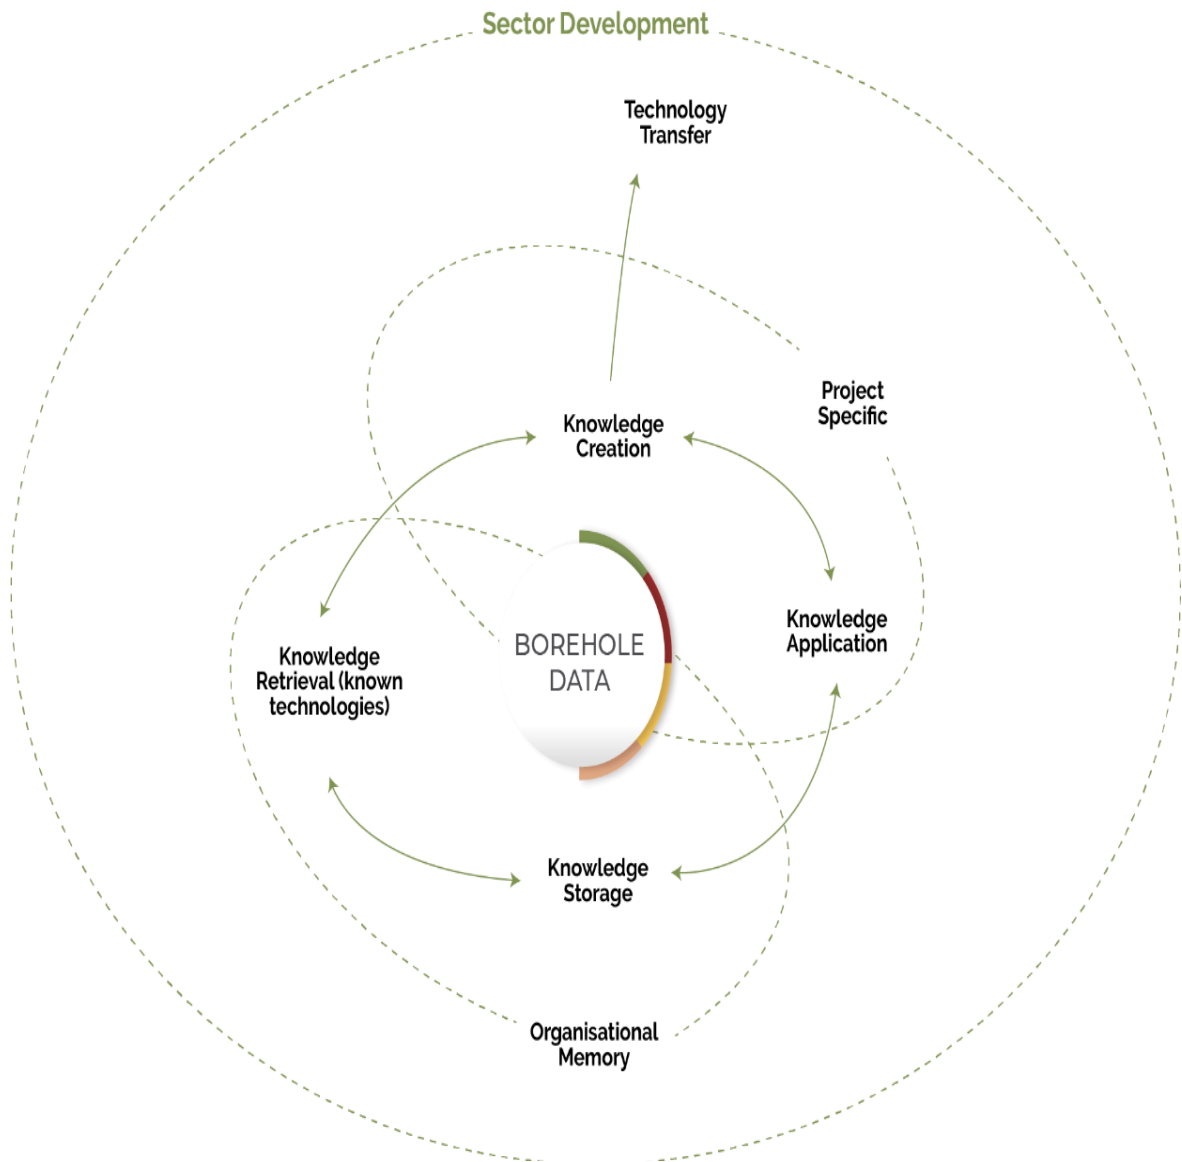 Sector Development
Technology
Transfer
Project
Specific
Knowledge
Creation
Knowledge
Application
BOREHOLE
DATA
Knowledge
Retrieval (known
technologies)
Knowledge
Storage
Organisational
Memory